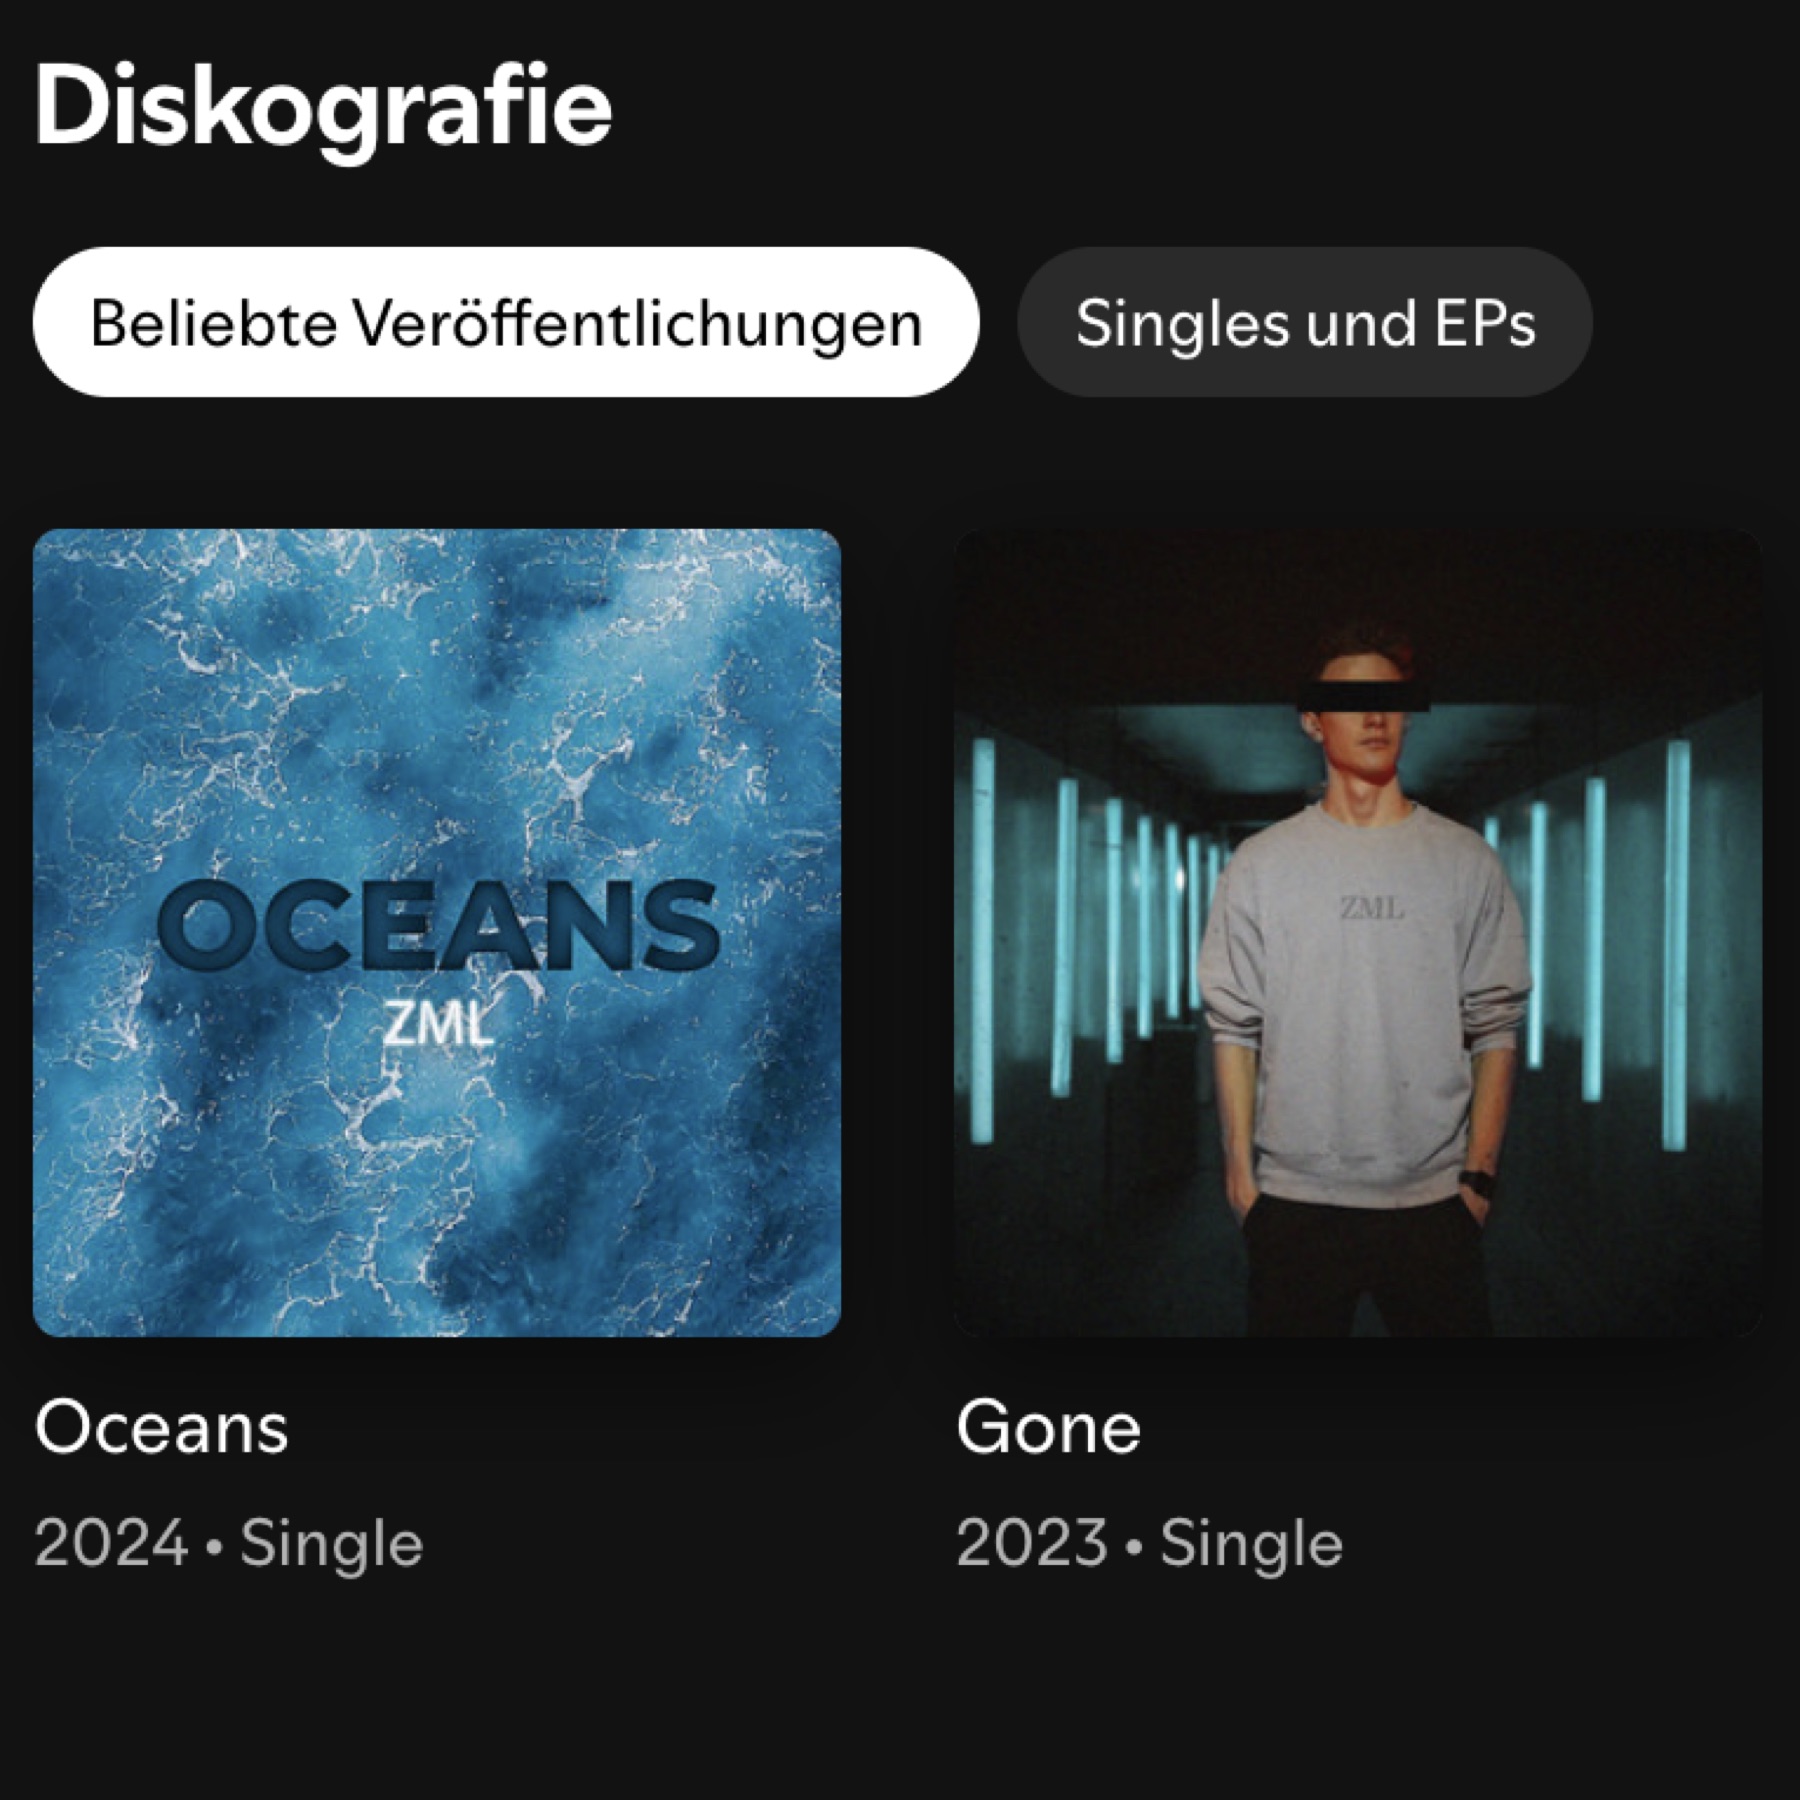 Diskografie
Beliebte Veröffentlichungen
Singles und EPs
OCEANS
ZML
ZML
Oceans
2024 • Single
Gone
2023 • Single